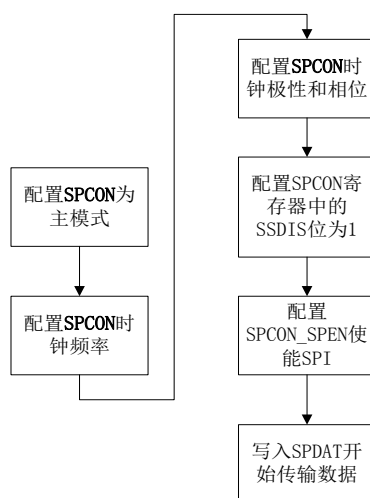 配置SPCON为
主模式
配置SPCON时
钟频率
配置SPCON时
钟极性和相位
配置SPCON寄
存器中的
SSDIS位为1
配置
SPCON_SPEN使
能SPI
写入SPDAT开
始传输数据